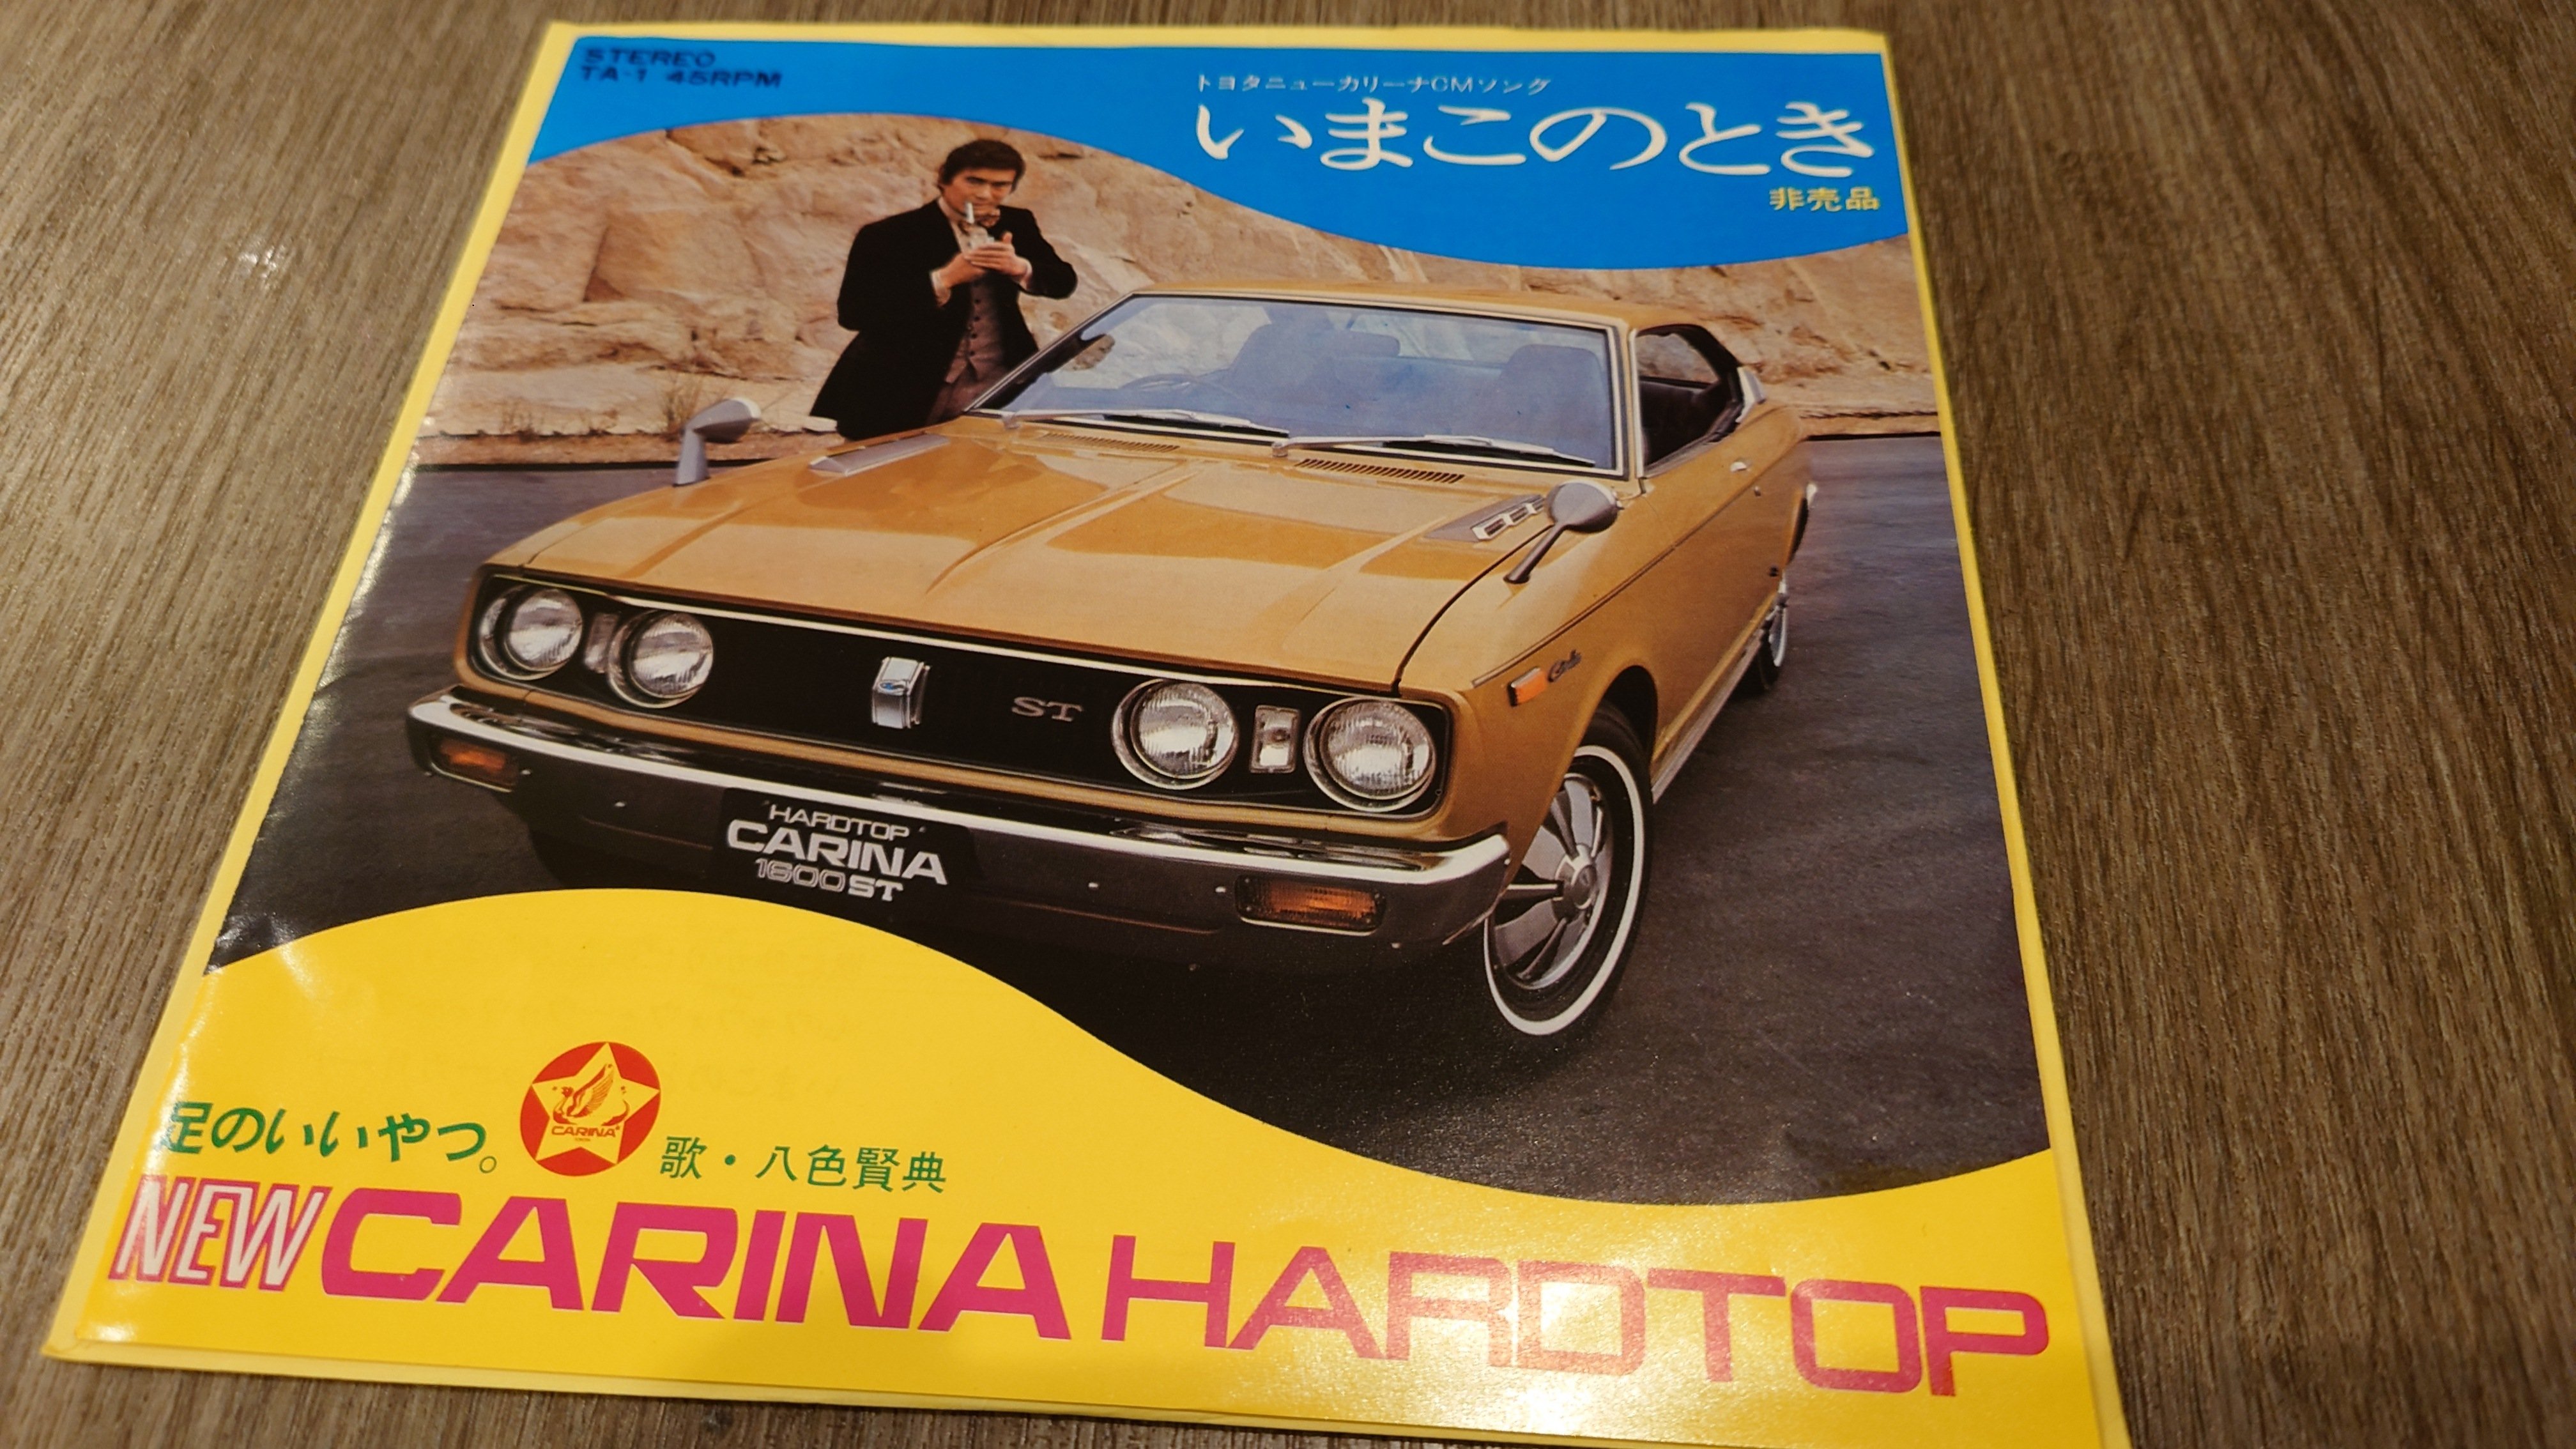 STEREO
TA-1 45RPM
トヨタニューカリーナCMソング
いまこのとき
非売品
ST
HARDTOP
CARINA
1600 ST
足のいいやつ。
CARINA
歌・八色賢典
NEW CARINA HARDTOP